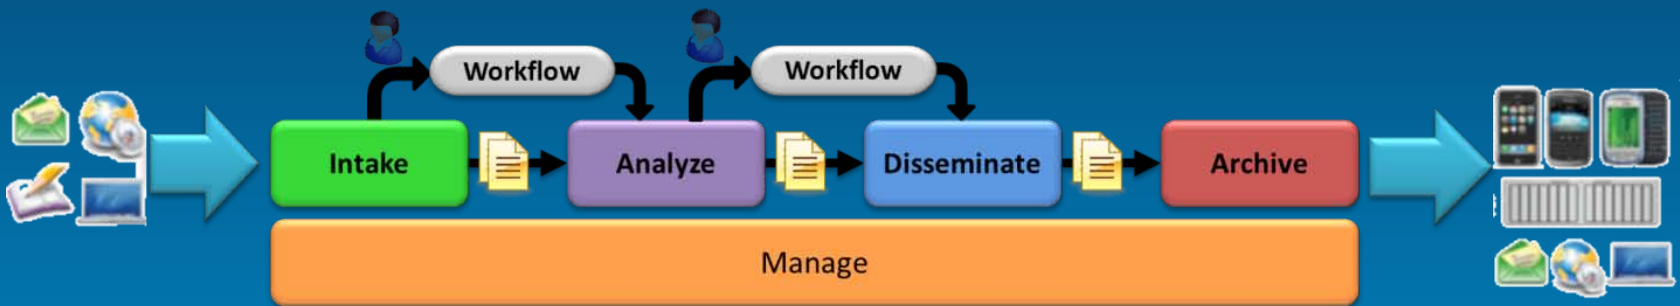 Workflow
Workflow
Intake
Analyze
Disseminate
Archive
Manage